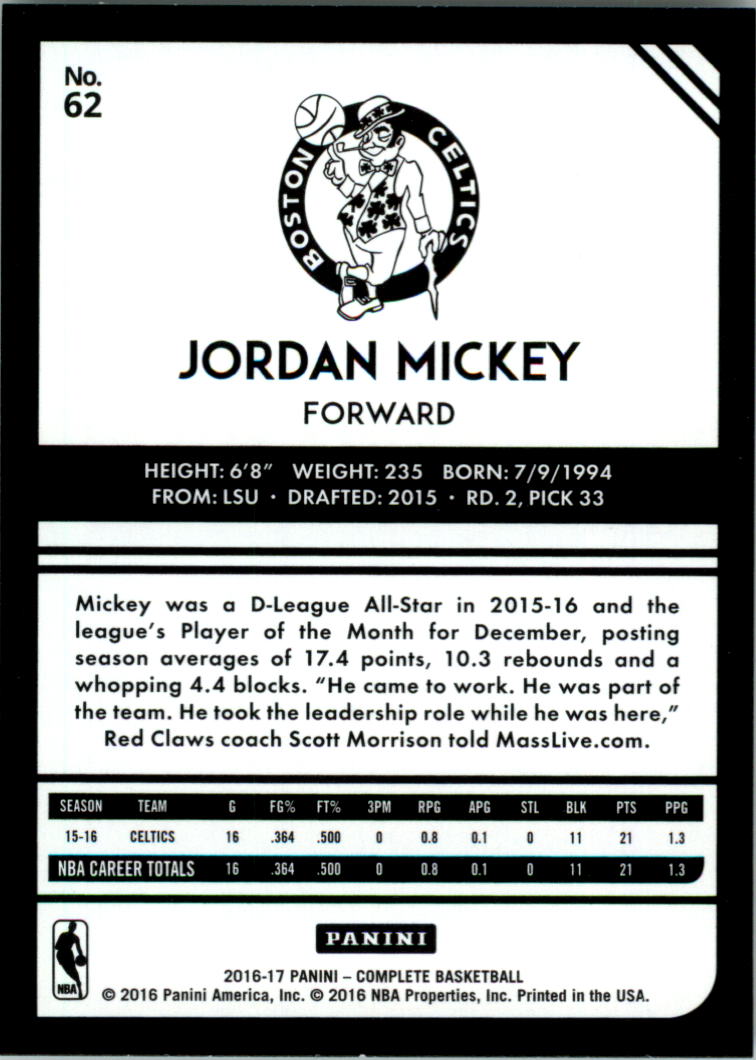 No.
62
BOSTON CELTICS
JORDAN MICKEY
FORWARD
HEIGHT: 6'8" WEIGHT: 235 BORN: 7/9/1994
FROM: LSU • DRAFTED: 2015 • RD. 2, PICK 33
Mickey was a D-League All-Star in 2015-16 and the
league's Player of the Month for December, posting
season averages of 17.4 points, 10.3 rebounds and a
whopping 4.4 blocks. "He came to work. He was part of
the team. He took the leadership role while he was here,"
Red Claws coach Scott Morrison told MassLive.com.
SEASON TEAM G FG% FT% 3PM RPG APG STL BLK PTS PPG
15-16 CELTICS 16 .364 .500 0 0.8 0.1 0 11 21 1.3
NBA CAREER TOTALS 16 .364 .500 0 0.8 0.1 0 11 21 1.3
PANINI
NBA
2016-17 PANINI – COMPLETE BASKETBALL
© 2016 Panini America, Inc. © 2016 NBA Properties, Inc. Printed in the USA.